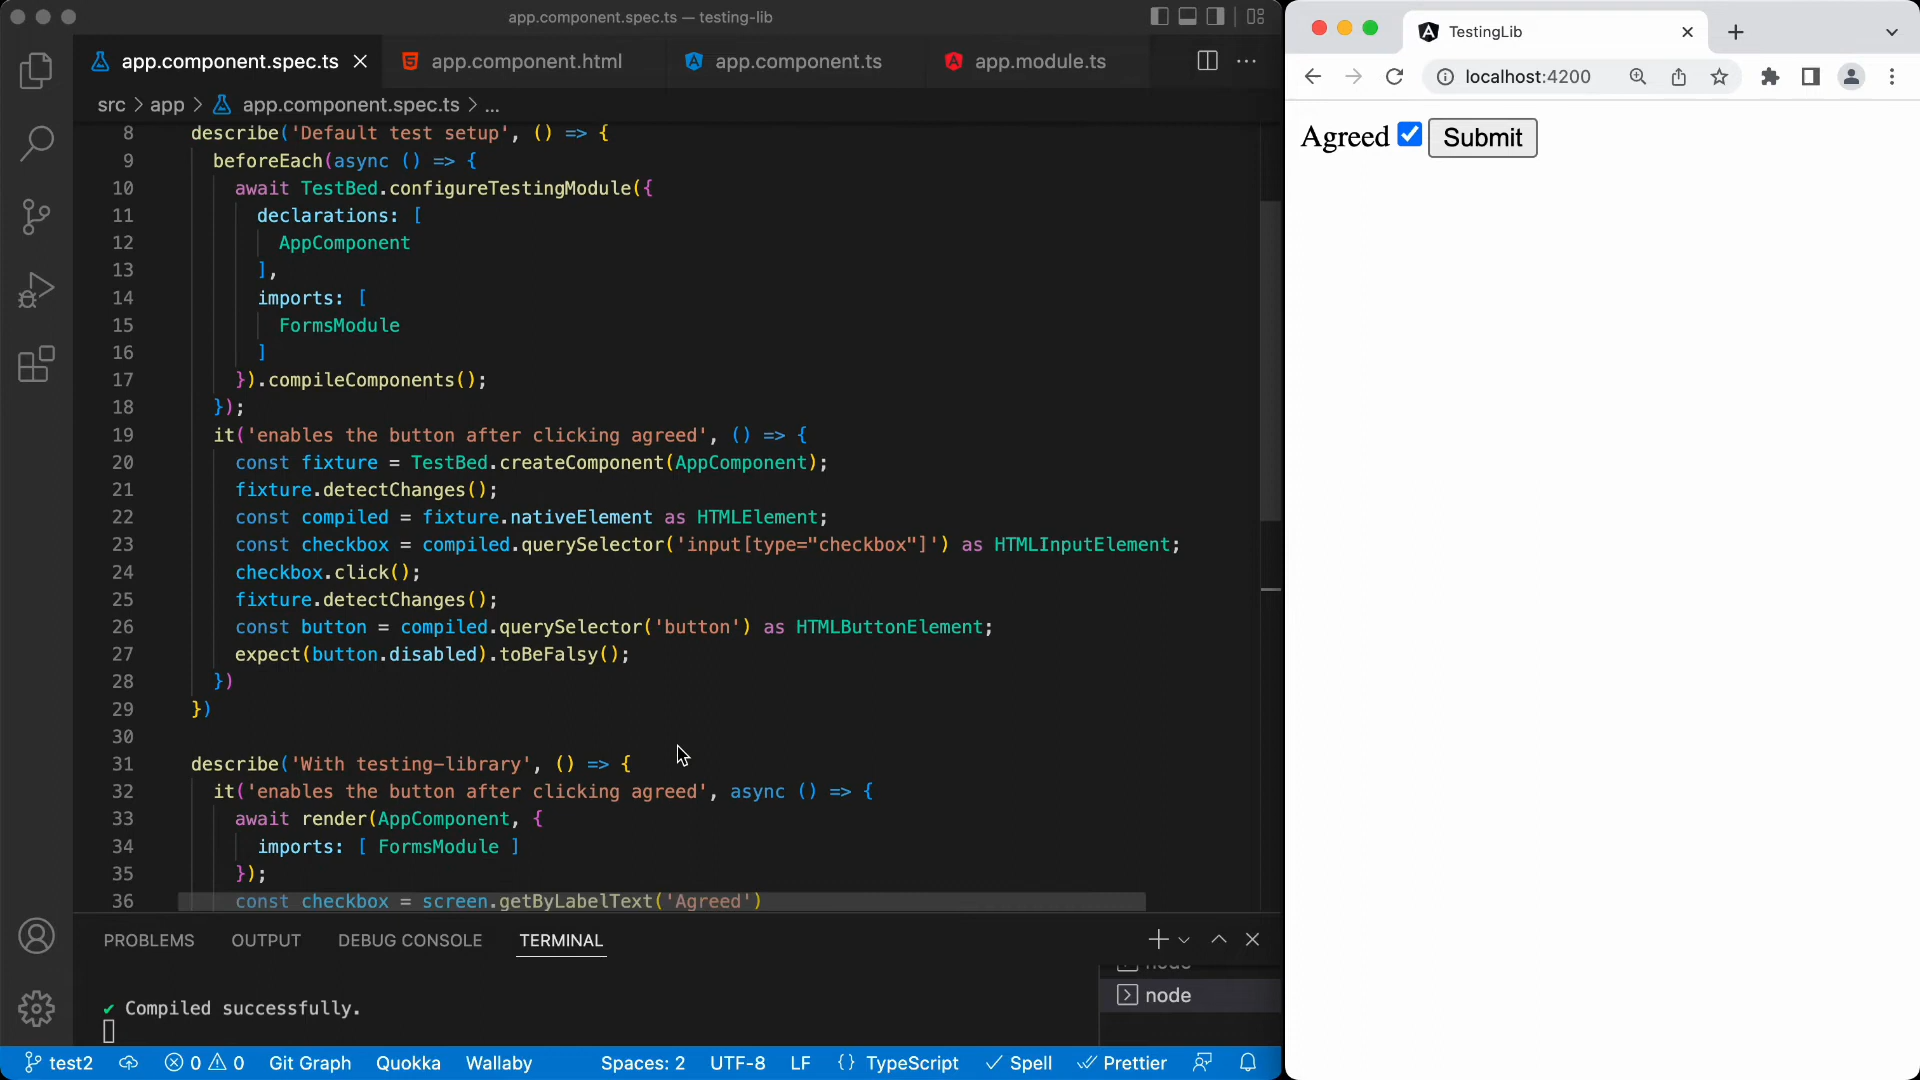 app.component.spec.ts — testing-lib
app.component.spec.ts
app.component.html
app.component.ts
app.module.ts
src > app > app.component.spec.ts > ...
8 describe('Default test setup', () => {
9 beforeEach(async () => {
10 await TestBed.configureTestingModule({
11 declarations: [
12 AppComponent
13 ],
14 imports: [
15 FormsModule
16 ]
17 }).compileComponents();
18 });
19 it('enables the button after clicking agreed', () => {
20 const fixture = TestBed.createComponent(AppComponent);
21 fixture.detectChanges();
22 const compiled = fixture.nativeElement as HTMLElement;
23 const checkbox = compiled.querySelector('input[type="checkbox"]') as HTMLInputElement;
24 checkbox.click();
25 fixture.detectChanges();
26 const button = compiled.querySelector('button') as HTMLButtonElement;
27 expect(button.disabled).toBeFalsy();
28 })
29 })
30
31 describe('With testing-library', () => {
32 it('enables the button after clicking agreed', async () => {
33 await render(AppComponent, {
34 imports: [ FormsModule ]
35 });
36 const checkbox = screen.getByLabelText('Agreed')
PROBLEMS OUTPUT DEBUG CONSOLE TERMINAL
✔ Compiled successfully.
node
test2 0 0 Git Graph Quokka Wallaby Spaces: 2 UTF-8 LF {} TypeScript Spell Prettier
TestingLib
localhost:4200
Agreed Submit